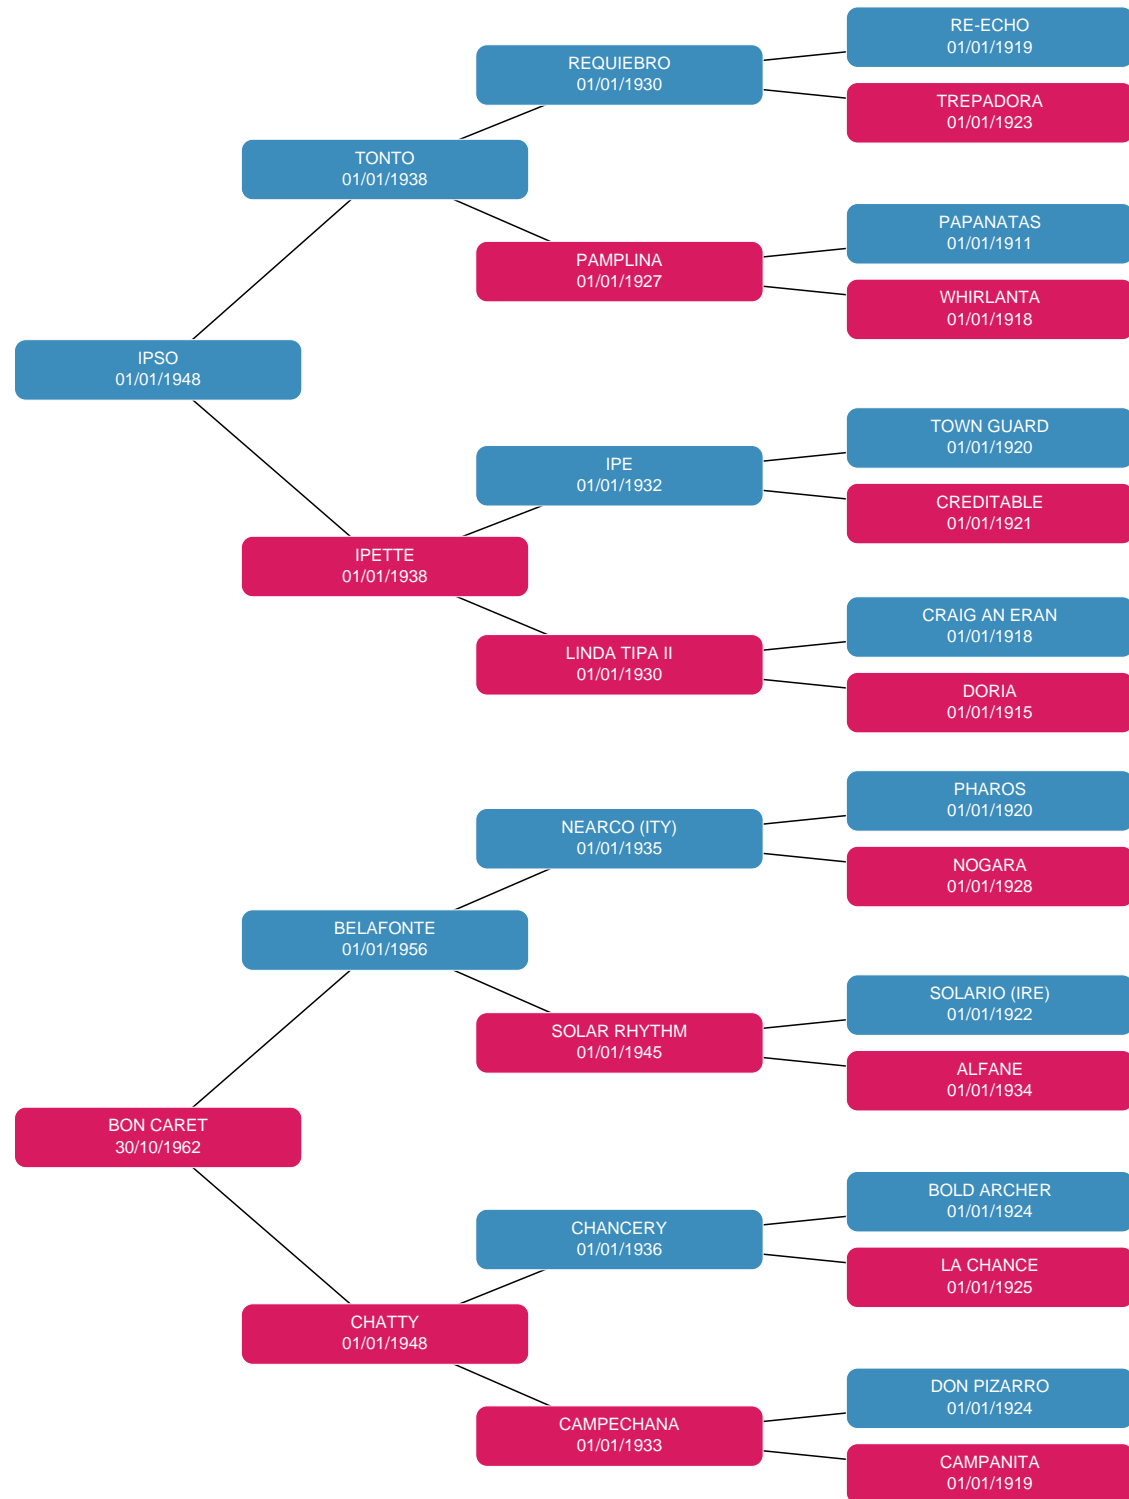 RE-ECHO
01/01/1919
REQUIEBRO
01/01/1930
TREPADORA
01/01/1923
TONTO
01/01/1938
PAPANATAS
01/01/1911
PAMPLINA
01/01/1927
WHIRLANTA
01/01/1918
IPSO
01/01/1948
TOWN GUARD
01/01/1920
IPE
01/01/1932
CREDITABLE
01/01/1921
IPETTE
01/01/1938
CRAIG AN ERAN
01/01/1918
LINDA TIPA II
01/01/1930
DORIA
01/01/1915
PHAROS
01/01/1920
NEARCO (ITY)
01/01/1935
NOGARA
01/01/1928
BELAFONTE
01/01/1956
SOLARIO (IRE)
01/01/1922
SOLAR RHYTHM
01/01/1945
ALFANE
01/01/1934
BON CARET
30/10/1962
BOLD ARCHER
01/01/1924
CHANCERY
01/01/1936
LA CHANCE
01/01/1925
CHATTY
01/01/1948
DON PIZARRO
01/01/1924
CAMPECHANA
01/01/1933
CAMPANITA
01/01/1919